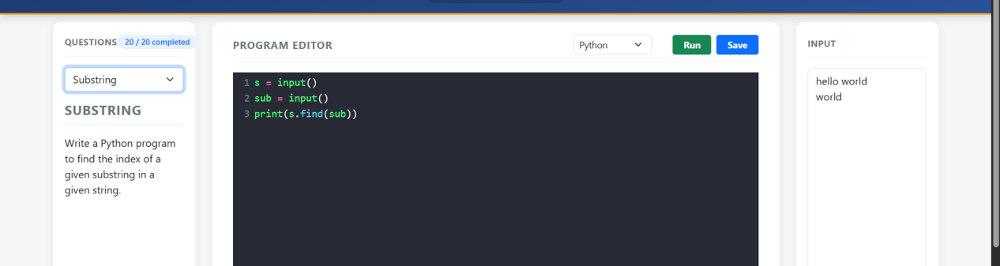 QUESTIONS 20 / 20 completed
Substring
SUBSTRING
Write a Python program
to find the index of a
given substring in a
given string.
PROGRAM EDITOR
Python
Run
Save
1 s = input()
2 sub = input()
3 print(s.find(sub))
INPUT
hello world
world